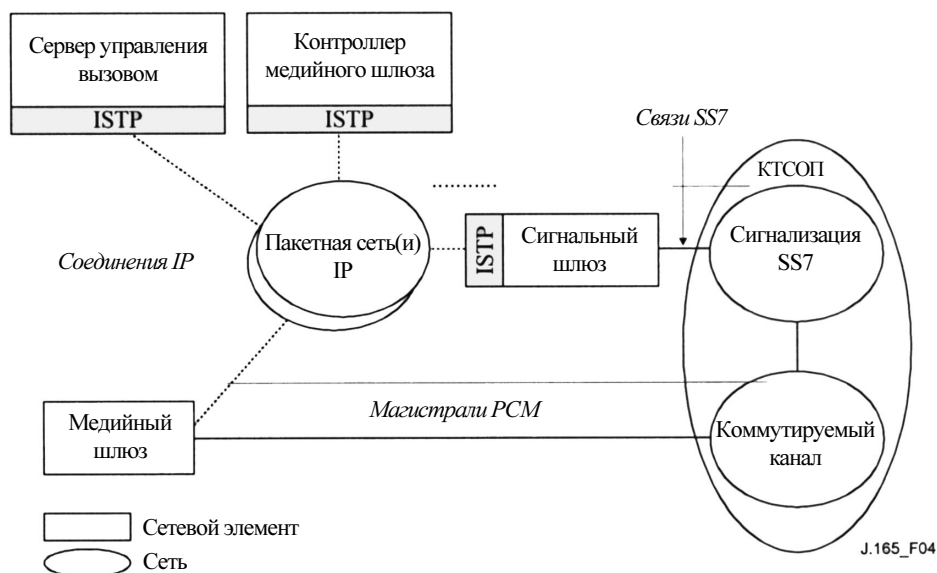 Сервер управления
вызовом
ISTP
Контроллер
медийного шлюза
ISTP
Связи SS7
КТСОП
Пакетная сеть(и)
IP
ISTP
Сигнальный
шлюз
Сигнализация
SS7
Соединения IP
Магистрали PCM
Медийный
шлюз
Коммутируемый
канал
Сетевой элемент
Сеть
J.165_F04